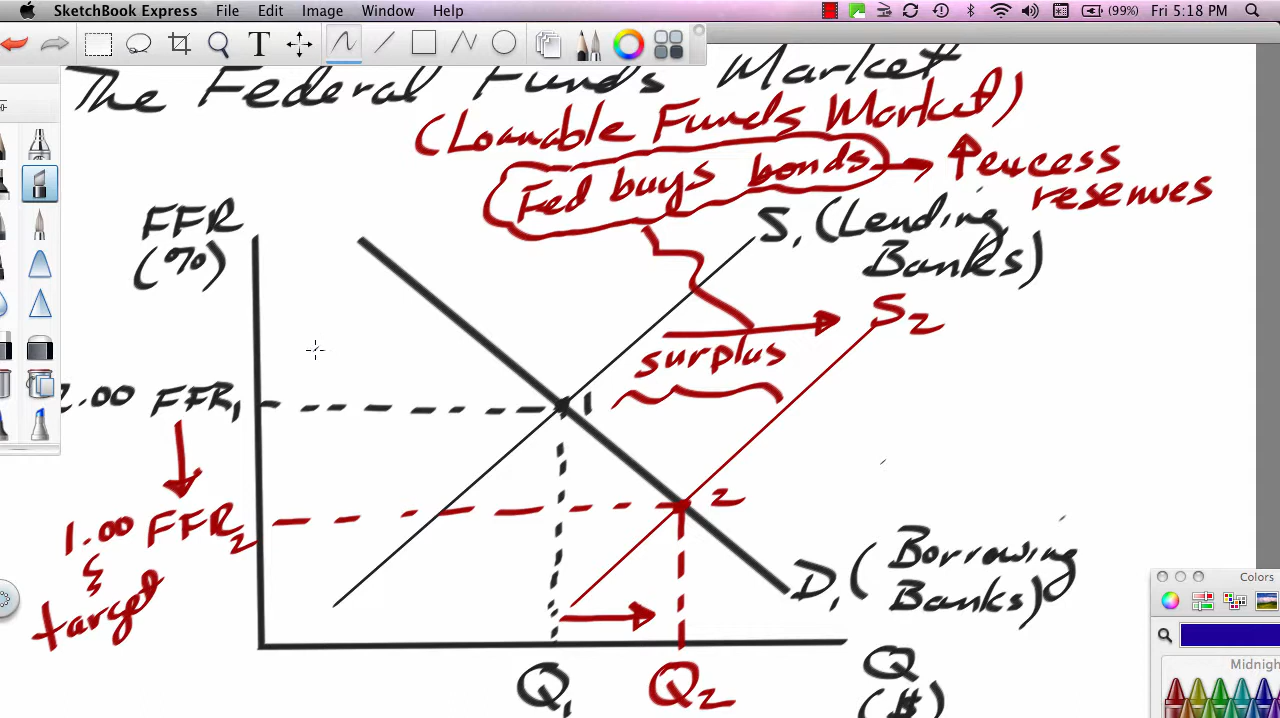 SketchBook Express File Edit Image Window Help (99%) Fri 5:18 PM
T
The Federal Funds Market
(Loanable Funds Market)
Fed buys bonds → ↑excess
reserves
FFR
(%)
S1 (Lending
Banks)
S2
surplus
2.00 FFR1
1
2
1.00 FFR2
target
D1 (Borrowing
Banks)
Q1 Q2 Q
($)
Colors
Midnigh